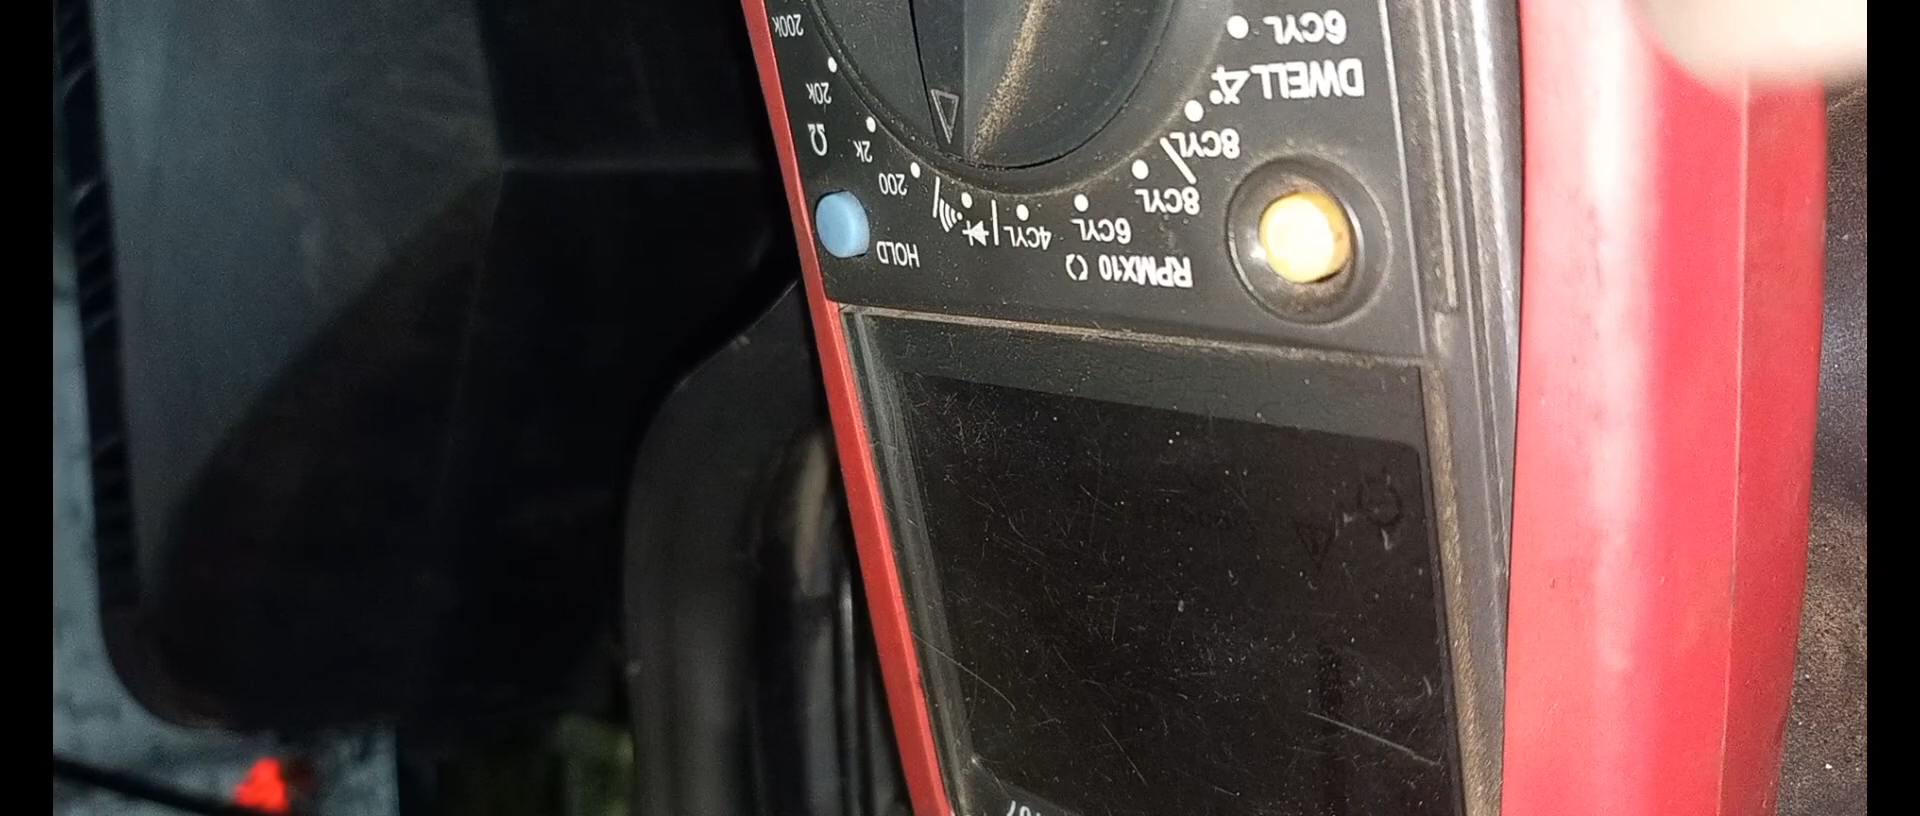 6CYL
DWELL
8CYL
8CYL
6CYL
4CYL
RPMX10
200k
20k
Ω
2K
200
HOLD